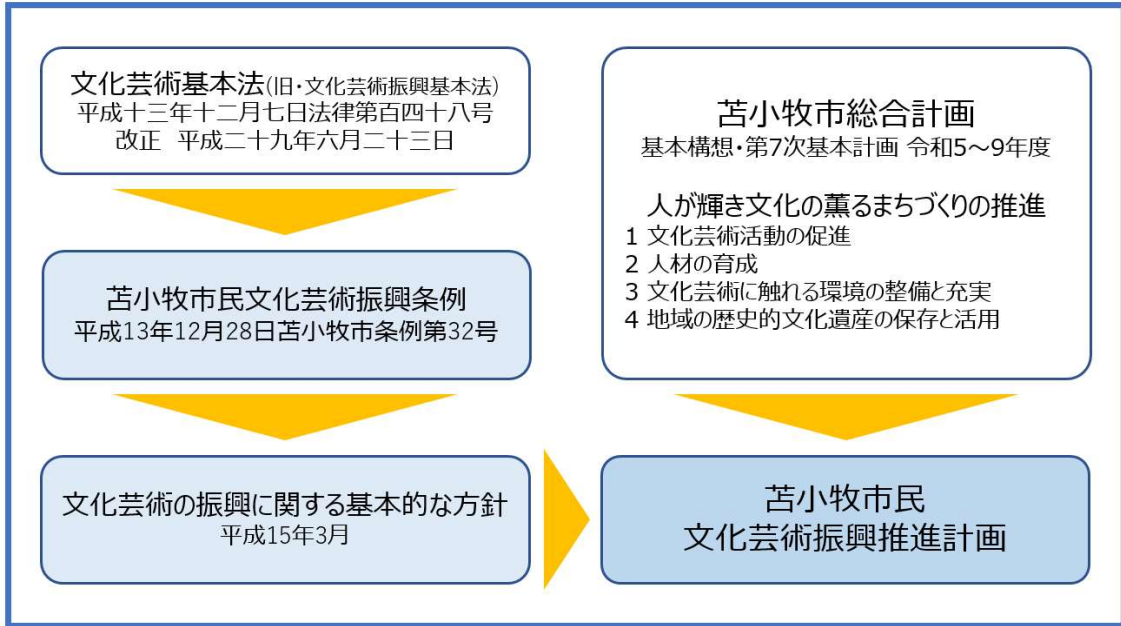 文化芸術基本法(旧・文化芸術振興基本法)
平成十三年十二月七日法律第百四十八号
改正 平成二十九年六月二十三日
苫小牧市民文化芸術振興条例
平成13年12月28日苫小牧市条例第32号
文化芸術の振興に関する基本的な方針
平成15年3月
苫小牧市総合計画
基本構想・第7次基本計画 令和5~9年度
人が輝き文化の薫るまちづくりの推進
1 文化芸術活動の促進
2 人材の育成
3 文化芸術に触れる環境の整備と充実
4 地域の歴史的文化遺産の保存と活用
苫小牧市民
文化芸術振興推進計画